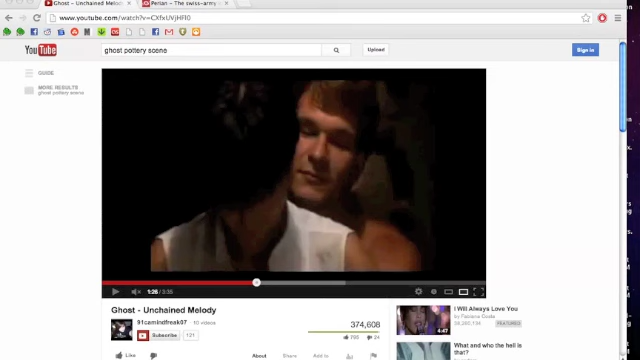 Ghost - Unchained Melody
Perian - The swiss-army
www.youtube.com/watch?v=CXfxUVjHFI0
YouTube
ghost pottery scene
Upload
Sign in
GUIDE
MORE RESULTS
ghost pottery scene
1:26 / 3:35
Ghost - Unchained Melody
91camindfreak07 · 10 videos
Subscribe 121
374,608
795 24
Like
About Share Add to
I Will Always Love You
by Fabiana Costa
FEATURED
4:47
What and who the hell is
that?